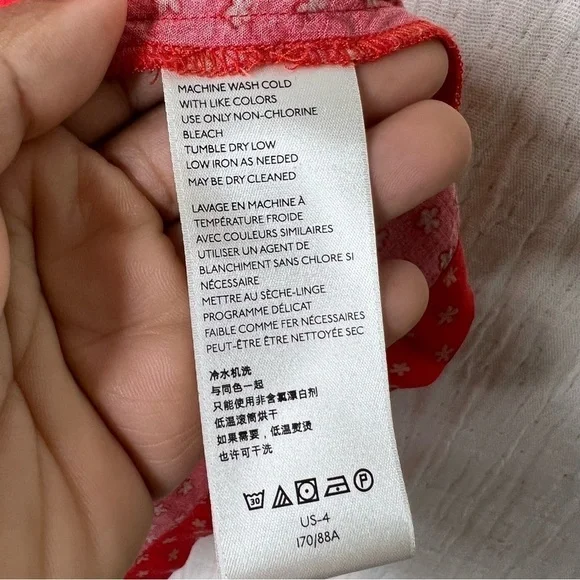 MACHINE WASH COLD
WITH LIKE COLORS
USE ONLY NON-CHLORINE
BLEACH
TUMBLE DRY LOW
LOW IRON AS NEEDED
MAY BE DRY CLEANED
LAVAGE EN MACHINE À
TEMPÉRATURE FROIDE
AVEC COULEURS SIMILAIRES
UTILISER UN AGENT DE
BLANCHIMENT SANS CHLORE SI
NÉCESSAIRE
METTRE AU SÈCHE-LINGE
PROGRAMME DÉLICAT
FAIBLE COMME FER NÉCESSAIRES
PEUT-ÊTRE ÊTRE NETTOYÉE SEC
冷水机洗
与同色一起
只能使用非含氯漂白剂
低温滚筒烘干
如果需要，低温熨烫
也许可干洗
30 P
US-4
170/88A